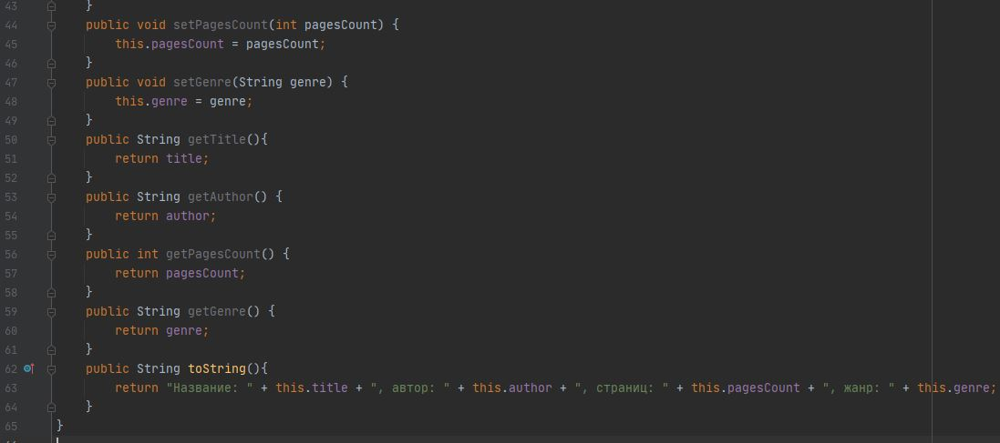 43 }
44 public void setPagesCount(int pagesCount) {
45 this.pagesCount = pagesCount;
46 }
47 public void setGenre(String genre) {
48 this.genre = genre;
49 }
50 public String getTitle(){
51 return title;
52 }
53 public String getAuthor() {
54 return author;
55 }
56 public int getPagesCount() {
57 return pagesCount;
58 }
59 public String getGenre() {
60 return genre;
61 }
62 public String toString(){
63 return "Название: " + this.title + ", автор: " + this.author + ", страниц: " + this.pagesCount + ", жанр: " + this.genre;
64 }
65 }